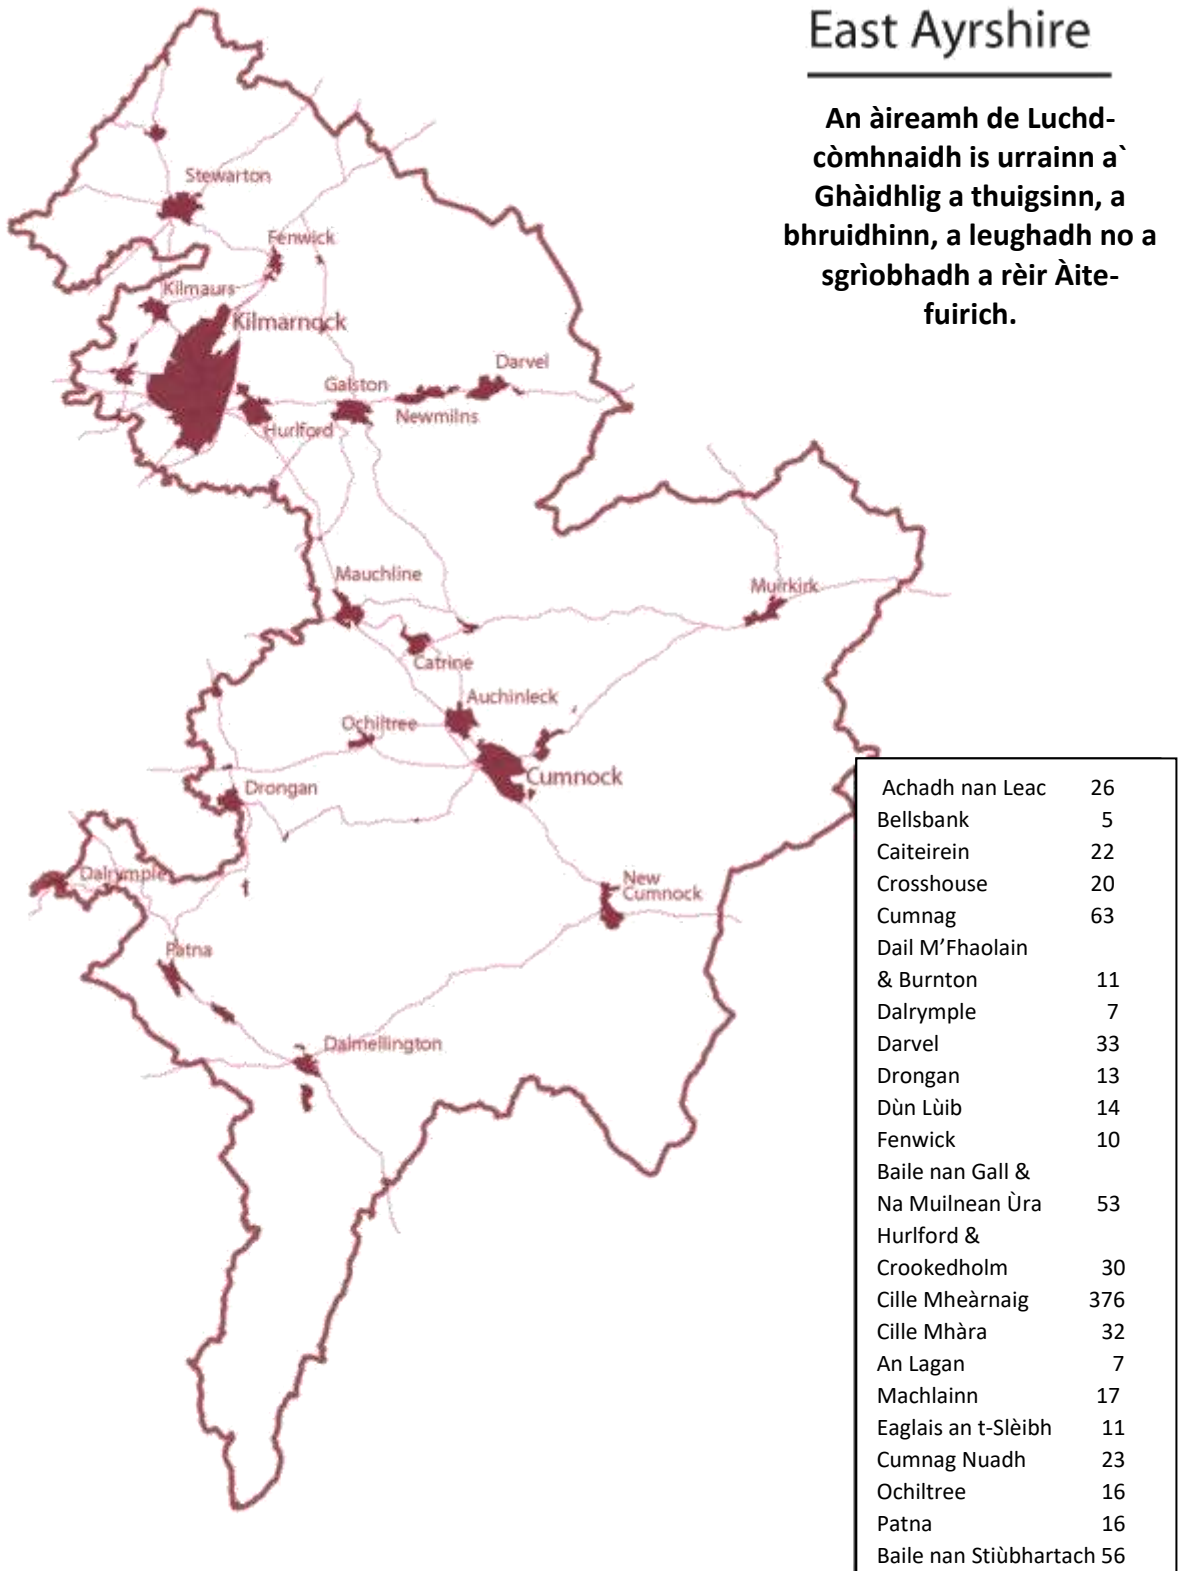 East Ayrshire
An àireamh de Luchd-
còmhnaidh is urrainn a`
Ghàidhlig a thuigsinn, a
bhruidhinn, a leughadh no a
sgrìobhadh a rèir Àite-
fuirich.
Stewarton
Fenwick
Kilmaurs
Kilmarnock
Darvel
Galston
Newmilns
Hurlford
Mauchline
Muirkirk
Catrine
Auchinleck
Ochiltree
Cumnock
Drongan
Dalrymple
New
Cumnock
Patna
Dalmellington
Achadh nan Leac 26
Bellsbank 5
Caiteirein 22
Crosshouse 20
Cumnag 63
Dail M’Fhaolain
& Burnton 11
Dalrymple 7
Darvel 33
Drongan 13
Dùn Lùib 14
Fenwick 10
Baile nan Gall &
Na Muilnean Ùra 53
Hurlford &
Crookedholm 30
Cille Mheàrnaig 376
Cille Mhàra 32
An Lagan 7
Machlainn 17
Eaglais an t-Slèibh 11
Cumnag Nuadh 23
Ochiltree 16
Patna 16
Baile nan Stiùbhartach 56